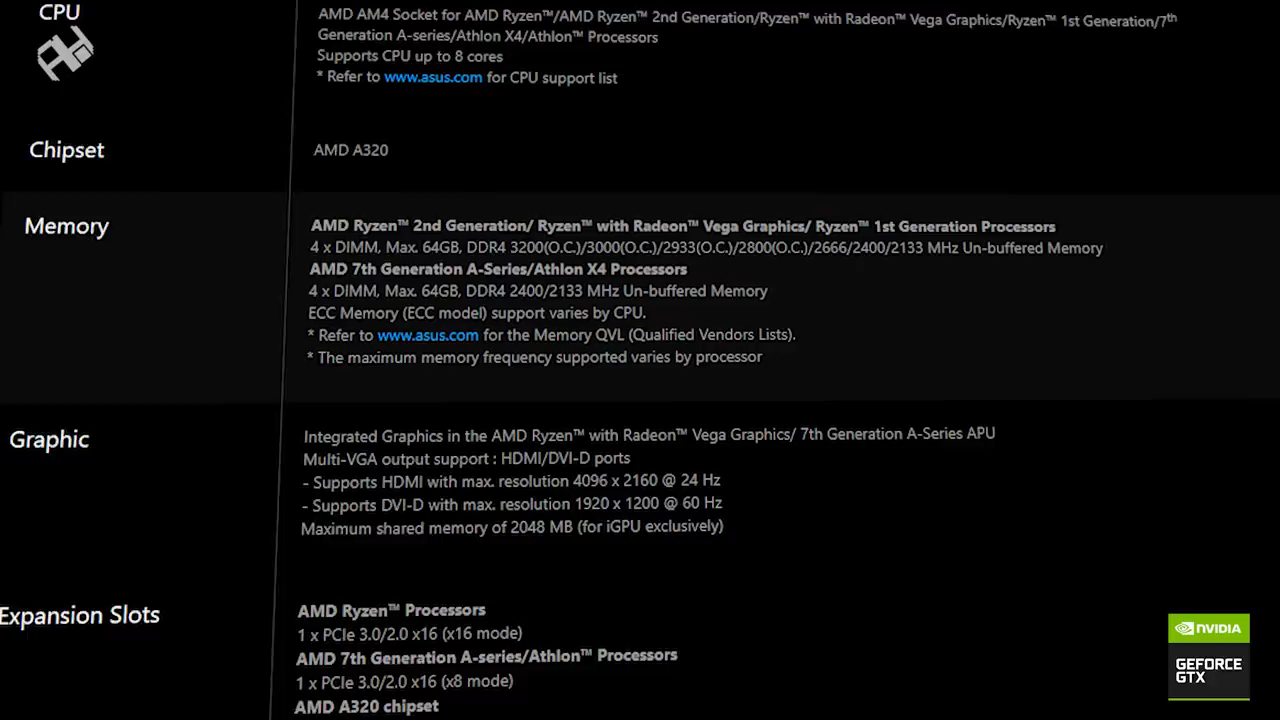 CPU
AMD AM4 Socket for AMD Ryzen™/AMD Ryzen™ 2nd Generation/Ryzen™ with Radeon™ Vega Graphics/Ryzen™ 1st Generation/7th
Generation A-series/Athlon X4/Athlon™ Processors
Supports CPU up to 8 cores
* Refer to www.asus.com for CPU support list
Chipset
AMD A320
Memory
AMD Ryzen™ 2nd Generation/ Ryzen™ with Radeon™ Vega Graphics/ Ryzen™ 1st Generation Processors
4 x DIMM, Max. 64GB, DDR4 3200(O.C.)/3000(O.C.)/2933(O.C.)/2800(O.C.)/2666/2400/2133 MHz Un-buffered Memory
AMD 7th Generation A-Series/Athlon X4 Processors
4 x DIMM, Max. 64GB, DDR4 2400/2133 MHz Un-buffered Memory
ECC Memory (ECC model) support varies by CPU.
* Refer to www.asus.com for the Memory QVL (Qualified Vendors Lists).
* The maximum memory frequency supported varies by processor
Graphic
Integrated Graphics in the AMD Ryzen™ with Radeon™ Vega Graphics/ 7th Generation A-Series APU
Multi-VGA output support : HDMI/DVI-D ports
- Supports HDMI with max. resolution 4096 x 2160 @ 24 Hz
- Supports DVI-D with max. resolution 1920 x 1200 @ 60 Hz
Maximum shared memory of 2048 MB (for iGPU exclusively)
Expansion Slots
AMD Ryzen™ Processors
1 x PCIe 3.0/2.0 x16 (x16 mode)
AMD 7th Generation A-series/Athlon™ Processors
1 x PCIe 3.0/2.0 x16 (x8 mode)
AMD A320 chipset
NVIDIA
GEFORCE
GTX